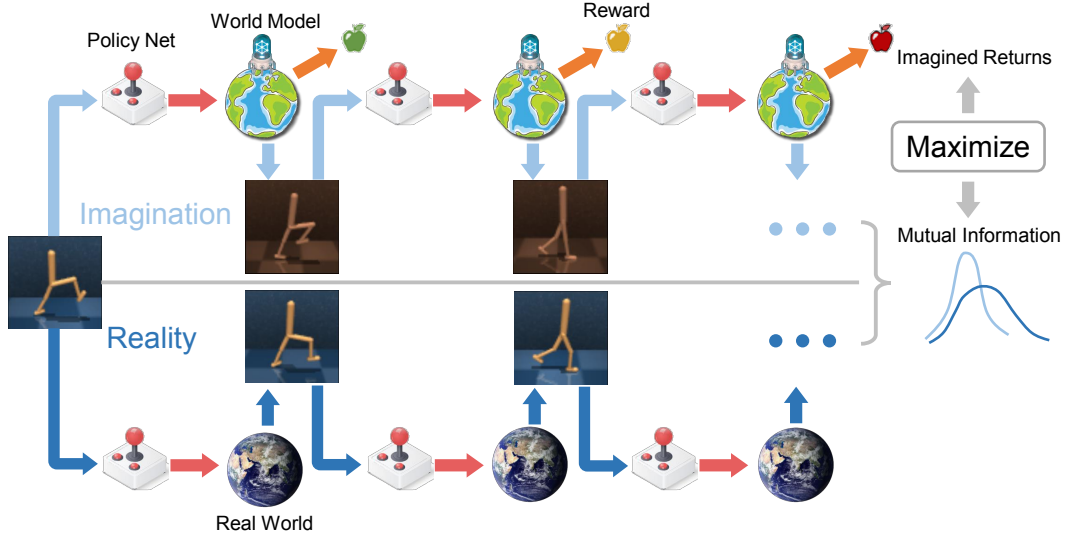 Policy Net
World Model
Reward
Imagined Returns
Maximize
Imagination
Mutual Information
Reality
Real World